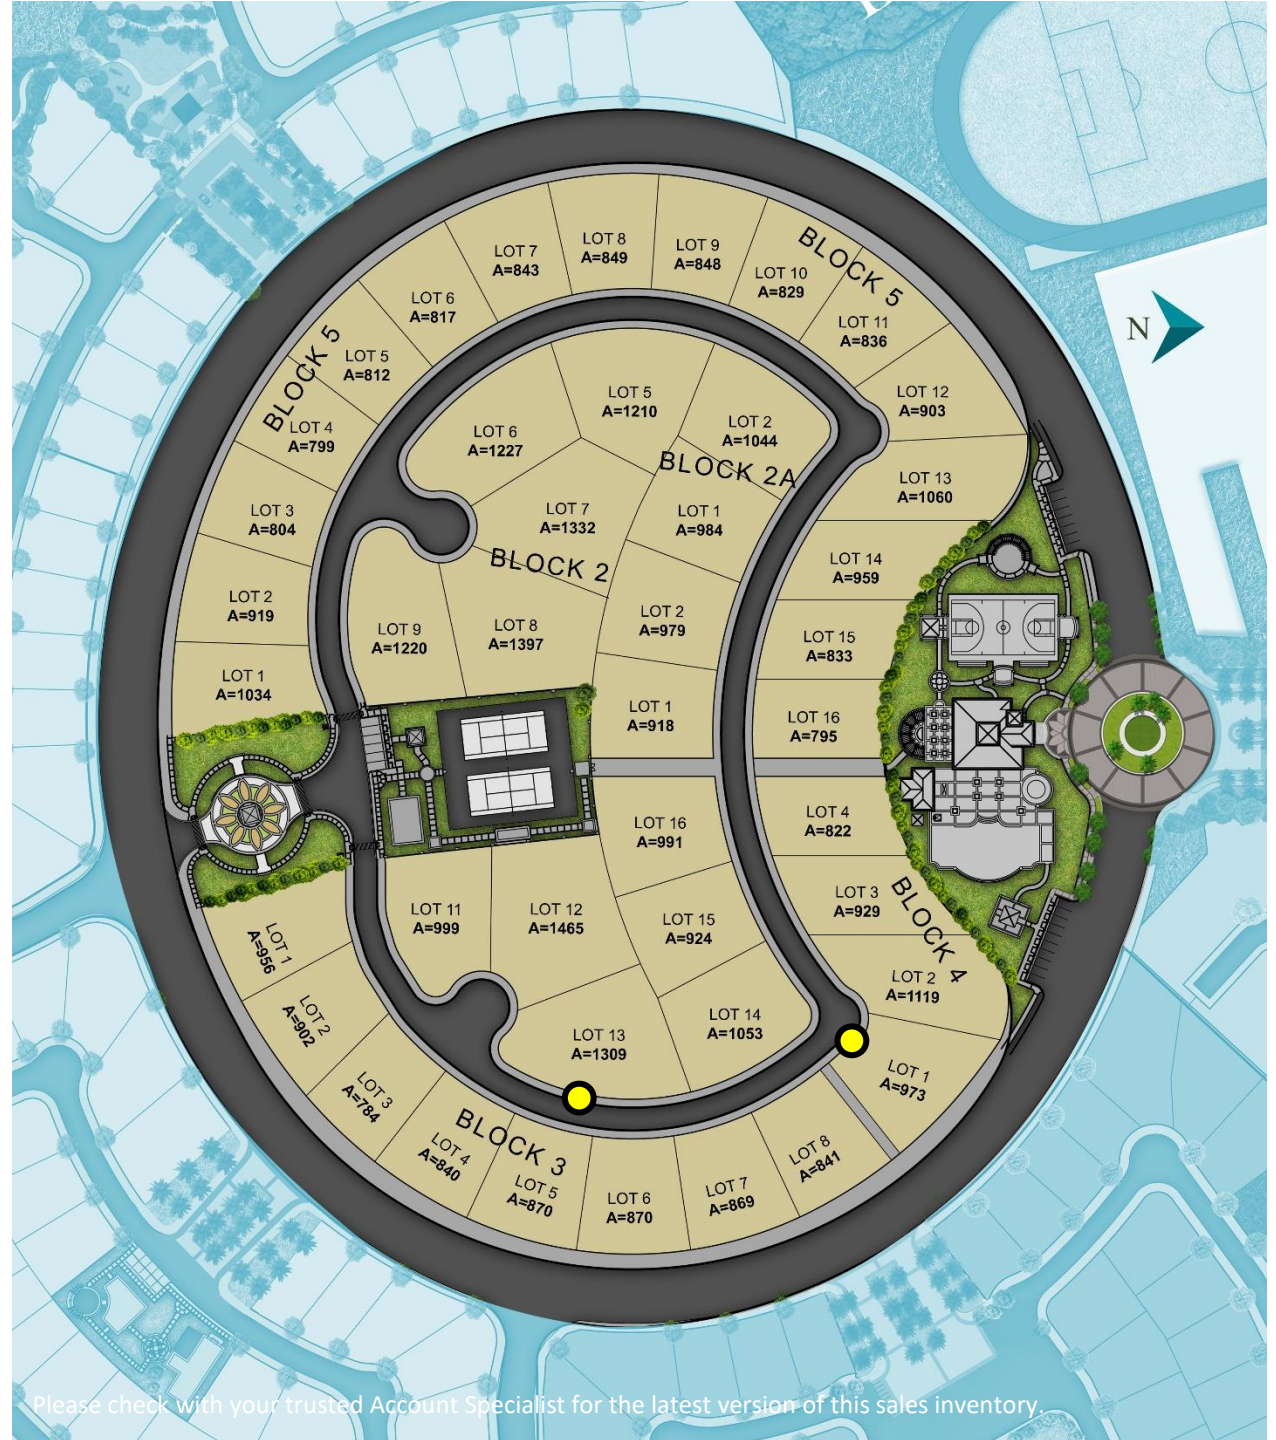 LOT 8
A=849
LOT 9
A=848
LOT 7
A=843
LOT 10
A=829
BLOCK 5
LOT 6
A=817
LOT 11
A=836
N
BLOCK 5
LOT 5
A=812
LOT 12
A=903
LOT 4
A=799
LOT 5
A=1210
LOT 2
A=1044
LOT 6
A=1227
BLOCK 2A
LOT 13
A=1060
LOT 3
A=804
LOT 7
A=1332
LOT 1
A=984
BLOCK 2
LOT 14
A=959
LOT 2
A=919
LOT 2
A=979
LOT 9
A=1220
LOT 8
A=1397
LOT 15
A=833
LOT 1
A=1034
LOT 1
A=918
LOT 16
A=795
LOT 16
A=991
LOT 4
A=822
LOT 11
A=999
LOT 12
A=1465
LOT 15
A=924
LOT 3
A=929
BLOCK 4
LOT 1
A=956
LOT 2
A=1119
LOT 2
A=902
LOT 13
A=1309
LOT 14
A=1053
LOT 1
A=973
LOT 3
A=784
BLOCK 3
LOT 4
A=840
LOT 5
A=870
LOT 6
A=870
LOT 7
A=869
LOT 8
A=841
Please check with your trusted Account Specialist for the latest version of this sales inventory.